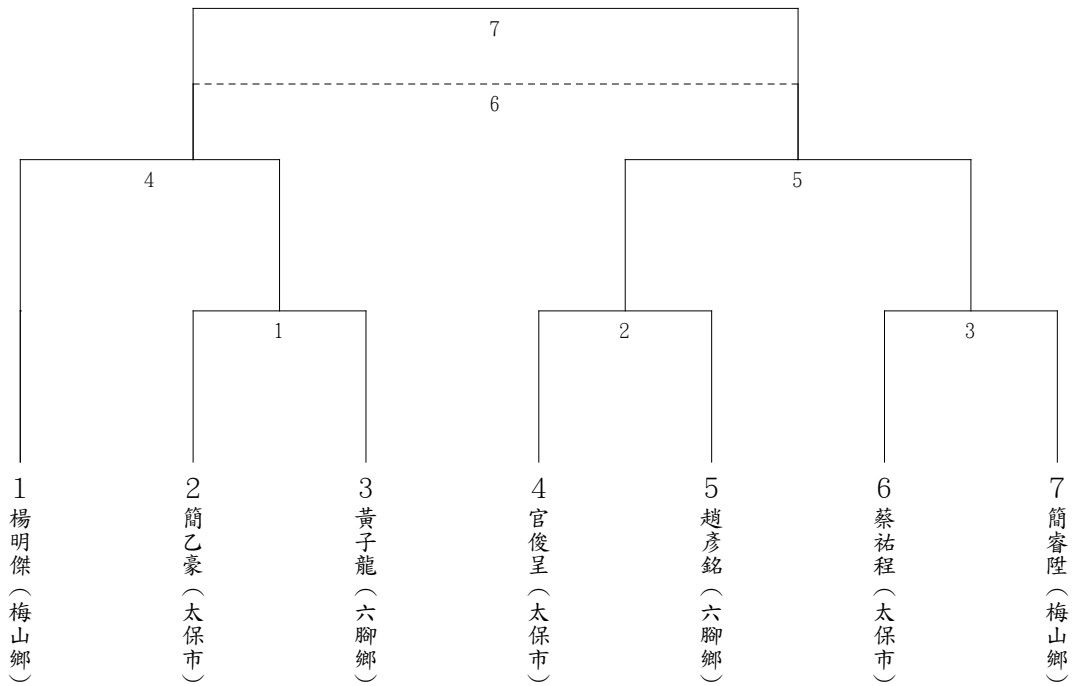 7
6
4
5
1
2
3
1
楊明傑(梅山鄉)
2
簡乙豪(太保市)
3
黃子龍(六腳鄉)
4
官俊呈(太保市)
5
趙彥銘(六腳鄉)
6
蔡祐程(太保市)
7
簡睿陞(梅山鄉)